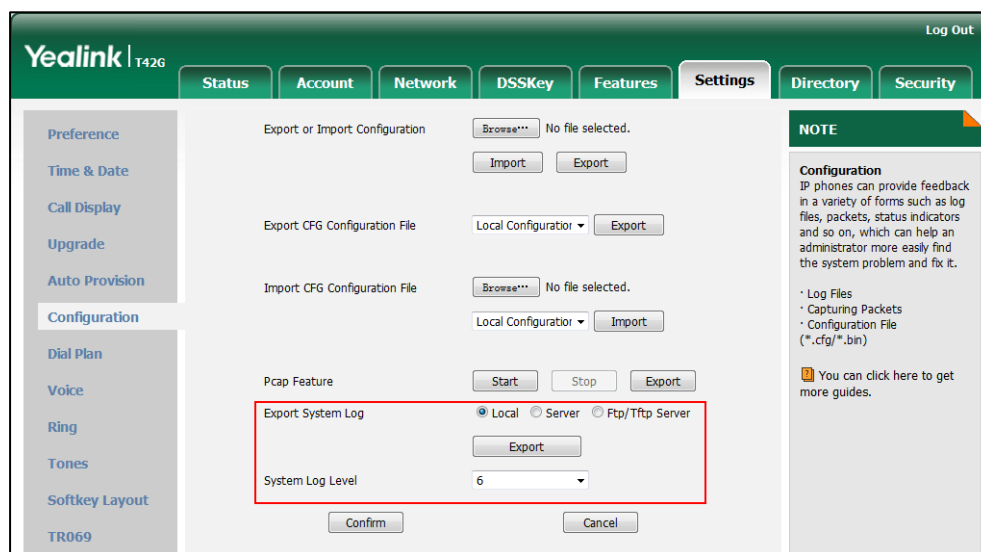 Log Out
Yealink | T42G
Status Account Network DSSKey Features Settings Directory Security
Preference
Time & Date
Call Display
Upgrade
Auto Provision
Configuration
Dial Plan
Voice
Ring
Tones
Softkey Layout
TR069
Export or Import Configuration Browse... No file selected.
Import Export
Export CFG Configuration File Local Configuration Export
Import CFG Configuration File Browse... No file selected.
Local Configuration Import
Pcap Feature Start Stop Export
Export System Log Local Server Ftp/Tftp Server
Export
System Log Level 6
Confirm Cancel
NOTE
Configuration
IP phones can provide feedback
in a variety of forms such as log
files, packets, status indicators
and so on, which can help an
administrator more easily find
the system problem and fix it.
· Log Files
· Capturing Packets
· Configuration File
(*.cfg/*.bin)
You can click here to get
more guides.